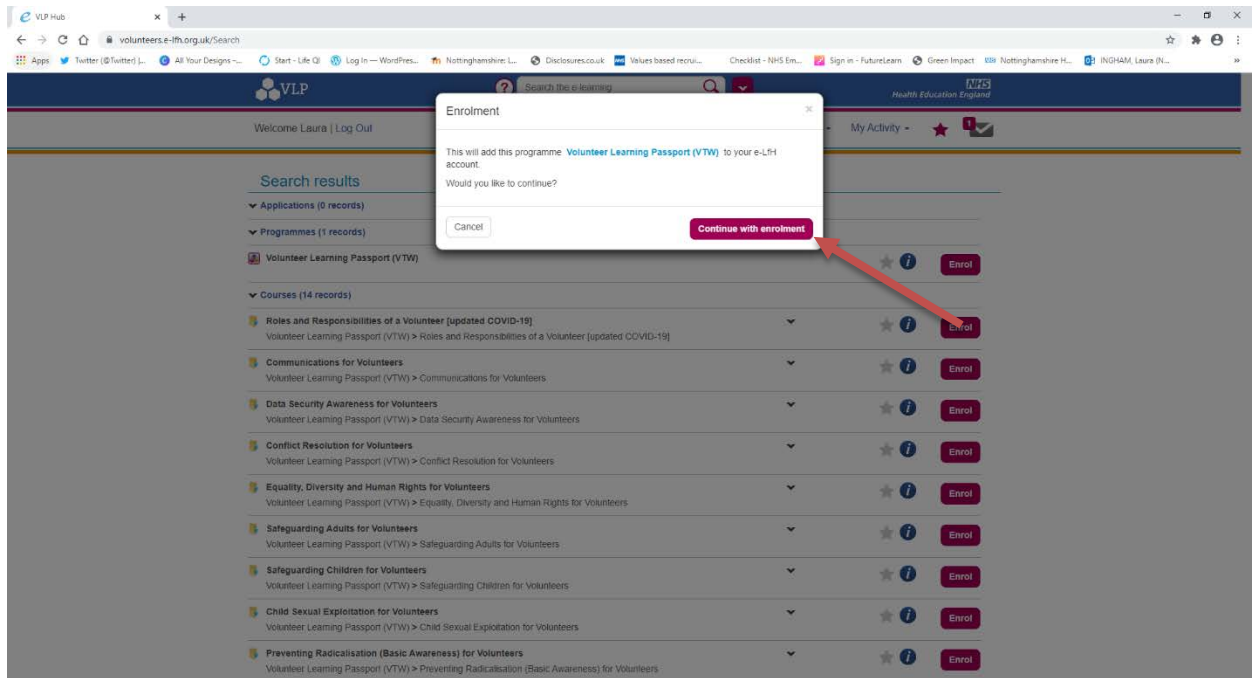 VLP Hub
volunteers.e-lfh.org.uk/Search
Apps Twitter (@Twitter) |... All Your Designs –... Start - Life QI Log In — WordPres... Nottinghamshire: L... Disclosures.co.uk Values based recrui... Checklist - NHS Em... Sign in - FutureLearn Green Impact Nottinghamshire H... INGHAM, Laura (N... »
VLP ? Search the e-learning NHS
Health Education England
Welcome Laura | Log Out My Activity 1
Enrolment ×
This will add this programme Volunteer Learning Passport (VTW) to your e-LfH
account.
Would you like to continue?
Cancel Continue with enrolment
Search results
Applications (0 records)
Programmes (1 records)
Volunteer Learning Passport (VTW) i Enrol
Courses (14 records)
Roles and Responsibilities of a Volunteer [updated COVID-19] i Enrol
Volunteer Learning Passport (VTW) > Roles and Responsibilities of a Volunteer [updated COVID-19]
Communications for Volunteers i Enrol
Volunteer Learning Passport (VTW) > Communications for Volunteers
Data Security Awareness for Volunteers i Enrol
Volunteer Learning Passport (VTW) > Data Security Awareness for Volunteers
Conflict Resolution for Volunteers i Enrol
Volunteer Learning Passport (VTW) > Conflict Resolution for Volunteers
Equality, Diversity and Human Rights for Volunteers i Enrol
Volunteer Learning Passport (VTW) > Equality, Diversity and Human Rights for Volunteers
Safeguarding Adults for Volunteers i Enrol
Volunteer Learning Passport (VTW) > Safeguarding Adults for Volunteers
Safeguarding Children for Volunteers i Enrol
Volunteer Learning Passport (VTW) > Safeguarding Children for Volunteers
Child Sexual Exploitation for Volunteers i Enrol
Volunteer Learning Passport (VTW) > Child Sexual Exploitation for Volunteers
Preventing Radicalisation (Basic Awareness) for Volunteers i Enrol
Volunteer Learning Passport (VTW) > Preventing Radicalisation (Basic Awareness) for Volunteers